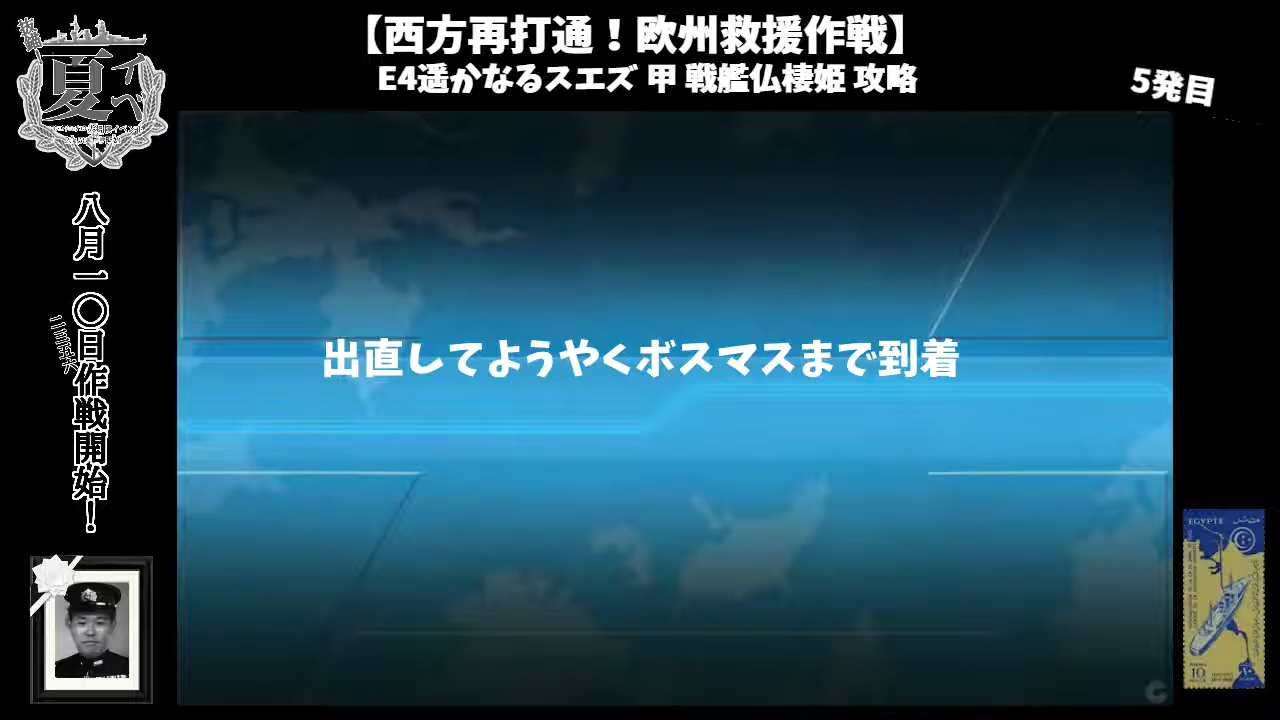 【西方再打通！欧州救援作戦】
E4遥かなるスエズ 甲 戦艦仏棲姫 攻略
5発目
夏イベ
八月一〇日作戦開始！
出直してようやくボスマスまで到着
EGYPTE
10